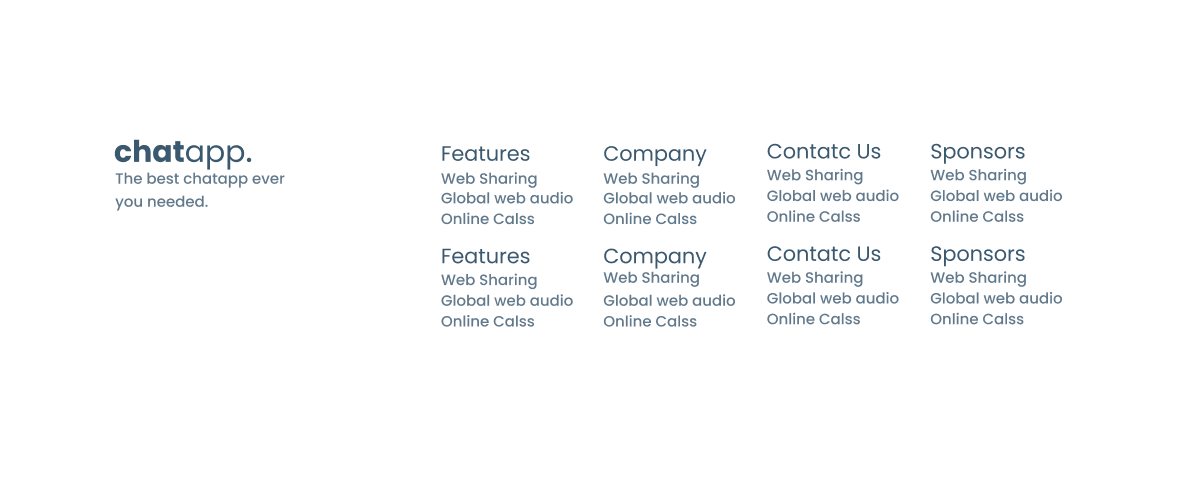 chatapp.
The best chatapp ever
you needed.
Features
Web Sharing
Global web audio
Online Calss
Company
Web Sharing
Global web audio
Online Calss
Contatc Us
Web Sharing
Global web audio
Online Calss
Sponsors
Web Sharing
Global web audio
Online Calss
Features
Web Sharing
Global web audio
Online Calss
Company
Web Sharing
Global web audio
Online Calss
Contatc Us
Web Sharing
Global web audio
Online Calss
Sponsors
Web Sharing
Global web audio
Online Calss